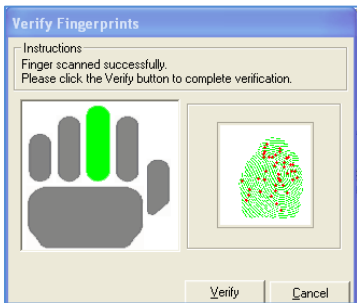 Verify Fingerprints
Instructions
Finger scanned successfully.
Please click the Verify button to complete verification.
Verify
Cancel